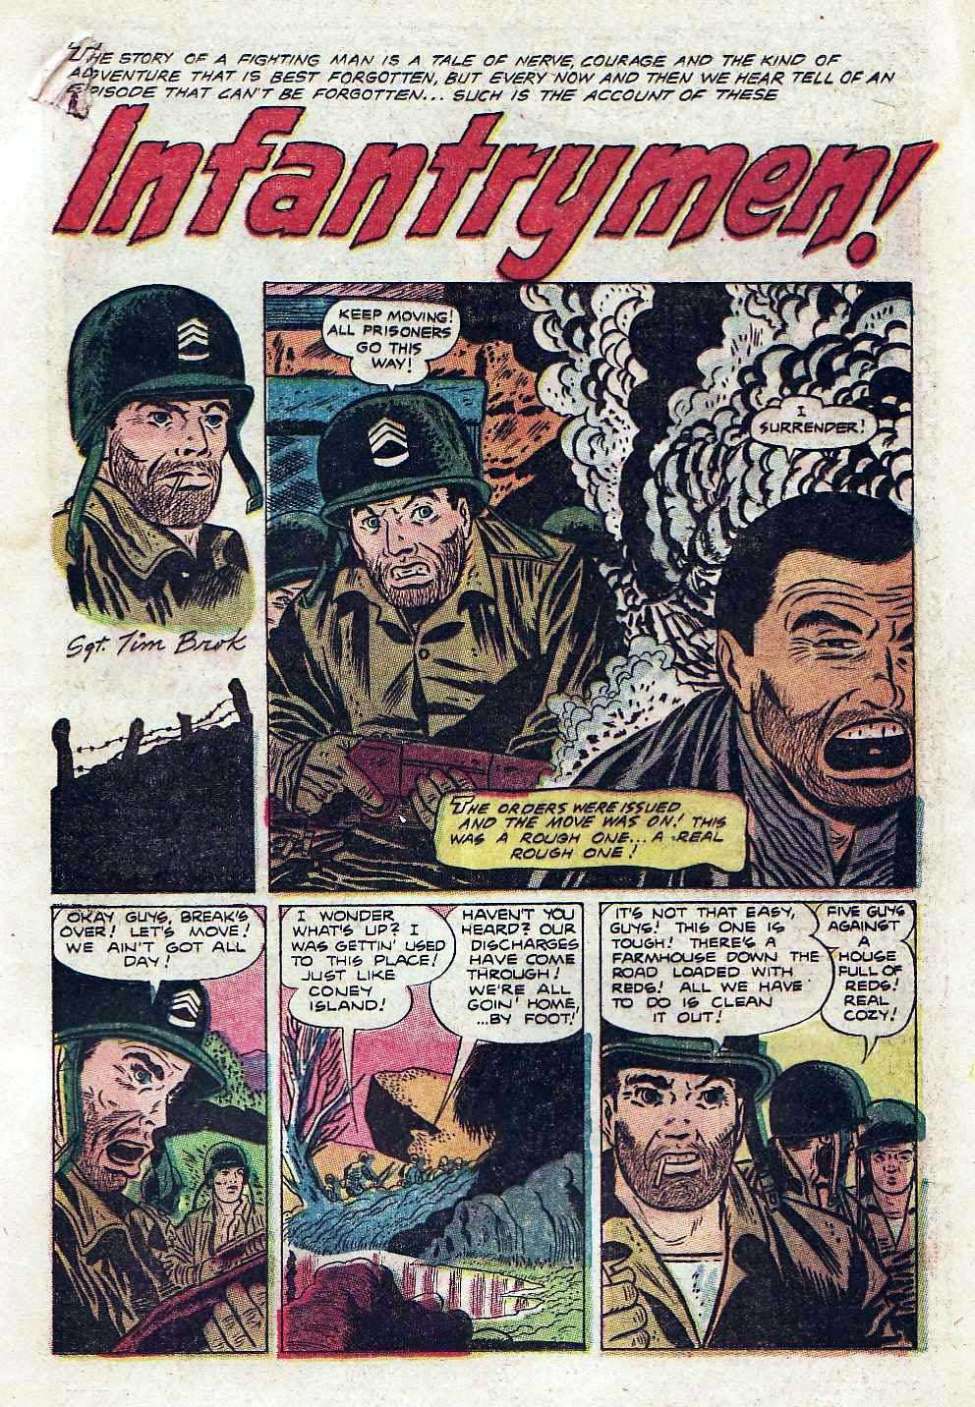 THE STORY OF A FIGHTING MAN IS A TALE OF NERVE, COURAGE AND THE KIND OF
ADVENTURE THAT IS BEST FORGOTTEN, BUT EVERY NOW AND THEN WE HEAR TELL OF AN
EPISODE THAT CAN'T BE FORGOTTEN... SUCH IS THE ACCOUNT OF THESE
Infantrymen!
Sgt. Tim Brok
KEEP MOVING!
ALL PRISONERS
GO THIS
WAY!
I
SURRENDER!
THE ORDERS WERE ISSUED
AND THE MOVE WAS ON! THIS
WAS A ROUGH ONE... A REAL
ROUGH ONE!
OKAY GUYS, BREAK'S
OVER! LET'S MOVE!
WE AIN'T GOT ALL
DAY!
I WONDER
WHAT'S UP? I
WAS GETTIN' USED
TO THIS PLACE!
JUST LIKE
CONEY
ISLAND!
HAVEN'T YOU
HEARD? OUR
DISCHARGES
HAVE COME
THROUGH!
WE'RE ALL
GOIN' HOME,
...BY FOOT!
IT'S NOT THAT EASY,
GUYS! THIS ONE IS
TOUGH! THERE'S A
FARMHOUSE DOWN THE
ROAD LOADED WITH
REDS! ALL WE HAVE
TO DO IS CLEAN
IT OUT!
FIVE GUYS
AGAINST
A
HOUSE
FULL OF
REDS! REAL
COZY!